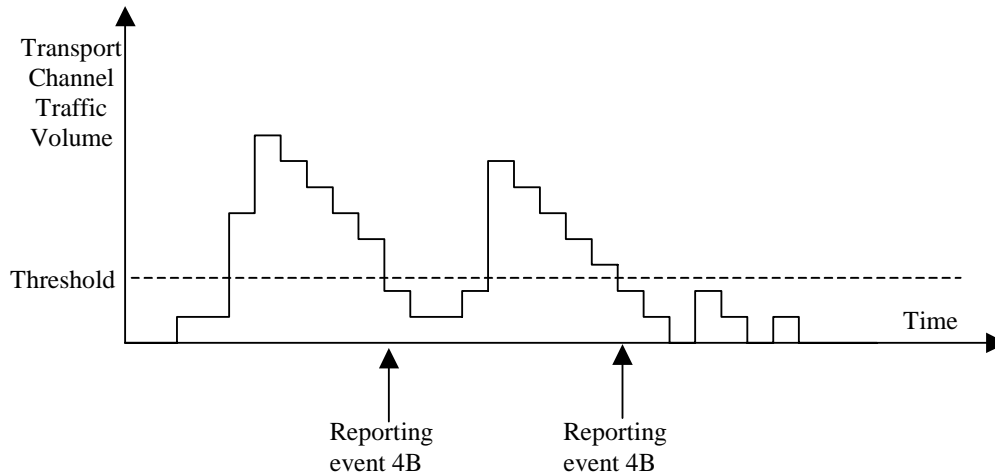 Transport
Channel
Traffic
Volume
Threshold
Time
Reporting
event 4B
Reporting
event 4B